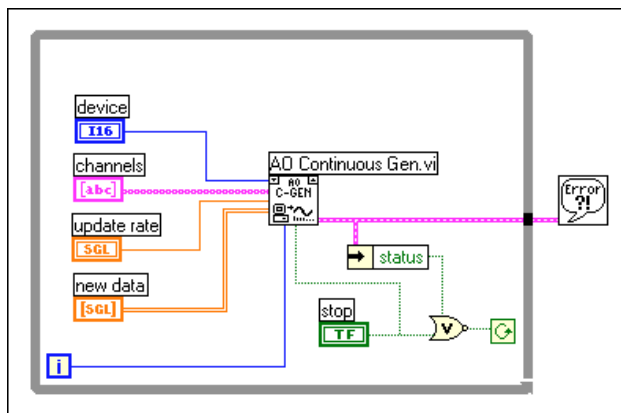 device
I16
channels
[abc]
AO Continuous Gen.vi
AO
C-GEN
update rate
SGL
new data
[SGL]
Error
?!
status
stop
TF
V
i